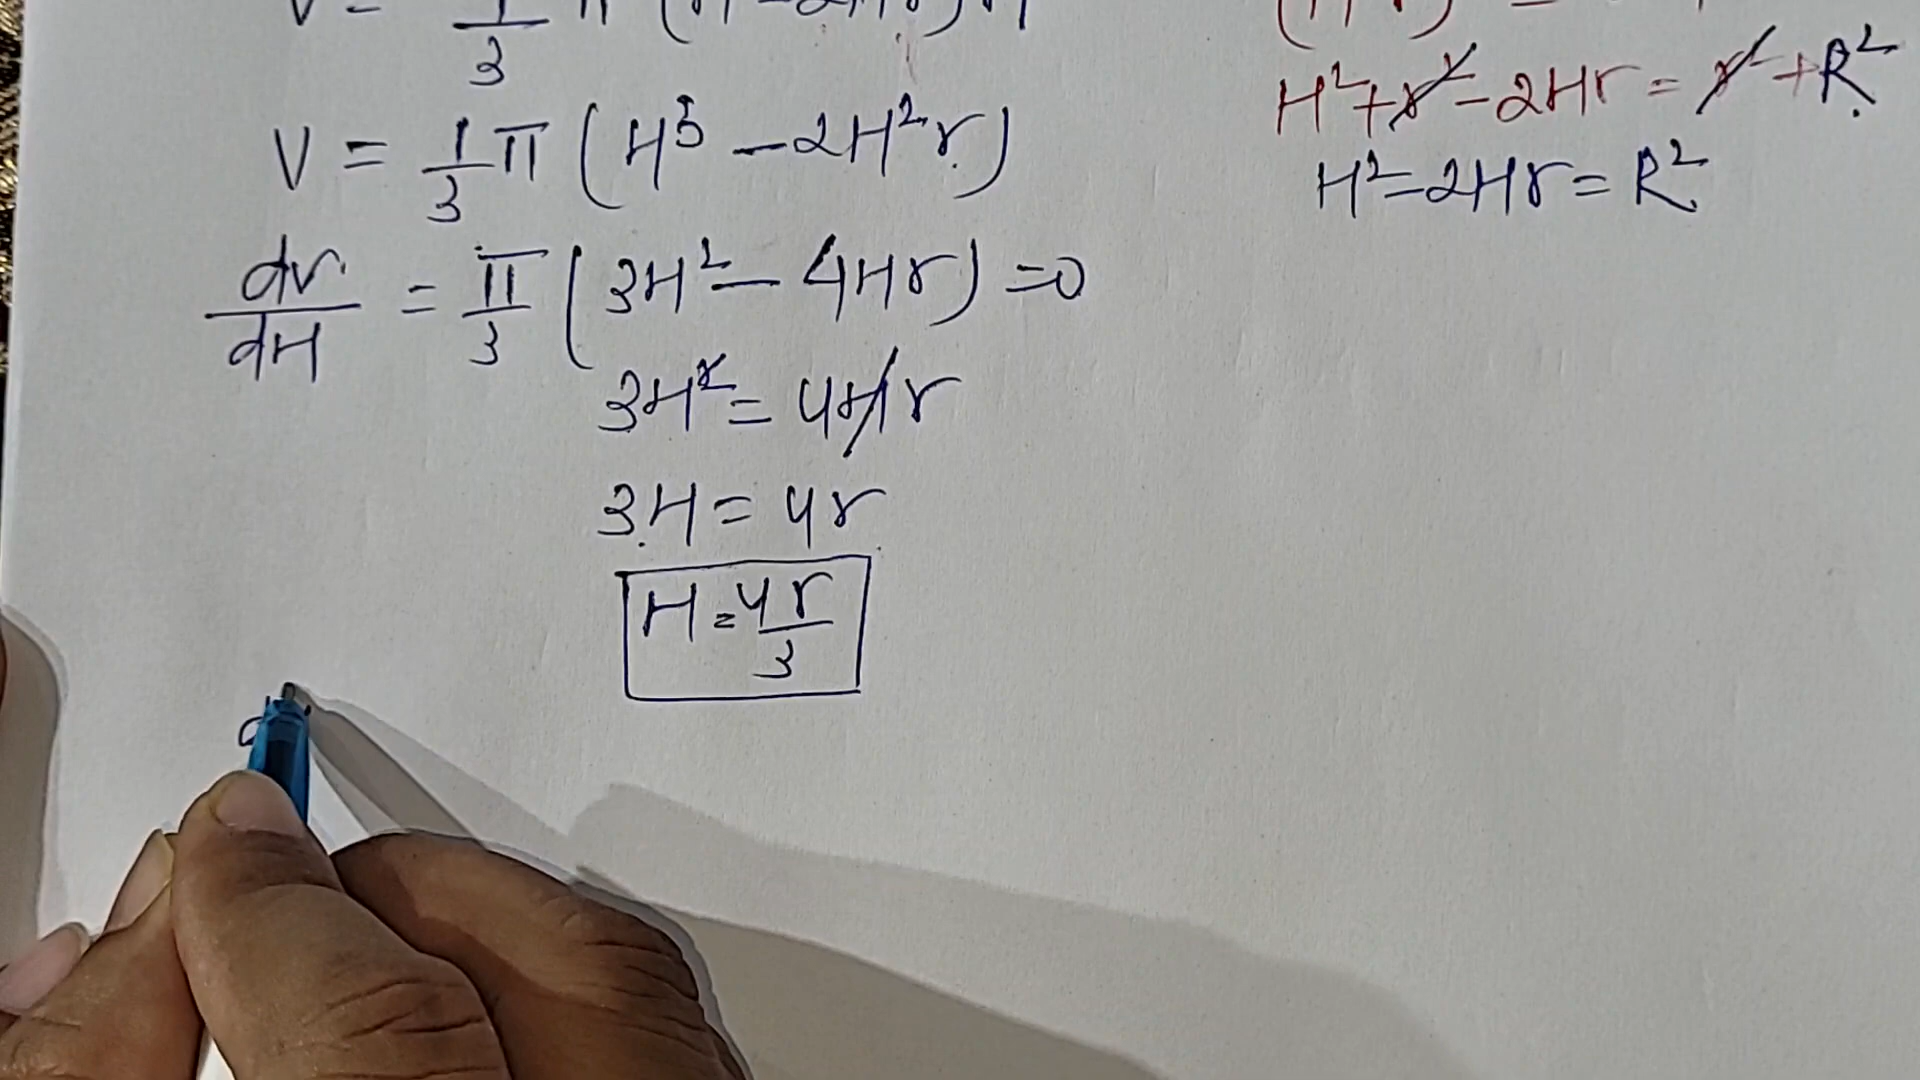 V = 1/3 π (H³ - 2H²r)
dv/dH = π/3 (3H² - 4Hr) = 0
3H² = 4Hr
3H = 4r
H = 4r/3
H² + r² - 2Hr = r² + R²
H² - 2Hr = R²